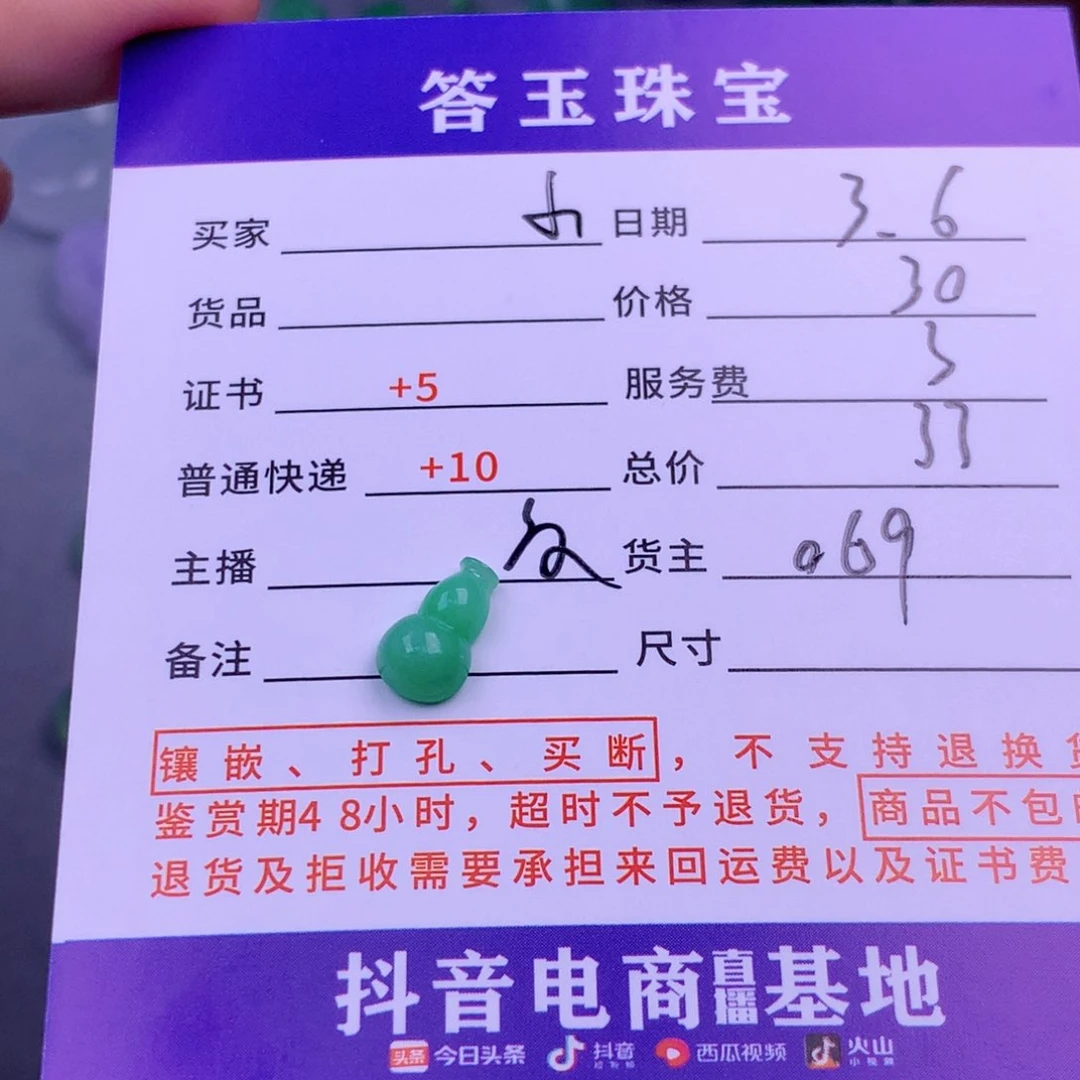 答玉珠宝
买家 日期 3.6
货品 价格 30
证书 +5 服务费 3
普通快递 +10 总价 33
主播 货主 069
备注 尺寸
镶嵌、打孔、买断，不支持退换
鉴赏期48小时，超时不予退货，商品不包
退货及拒收需要承担来回运费以及证书费
抖音电商直播基地
头条 今日头条 抖音 西瓜视频 火山